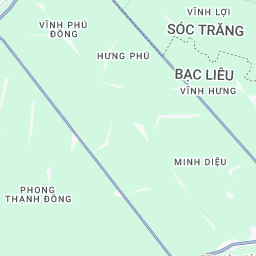 VĨNH LỢI
VĨNH PHÚ
ĐÔNG
SÓC TRĂNG
HƯNG PHÚ
BẠC LIÊU
VĨNH HƯNG
MINH DIỆU
PHONG
THẠNH ĐÔNG